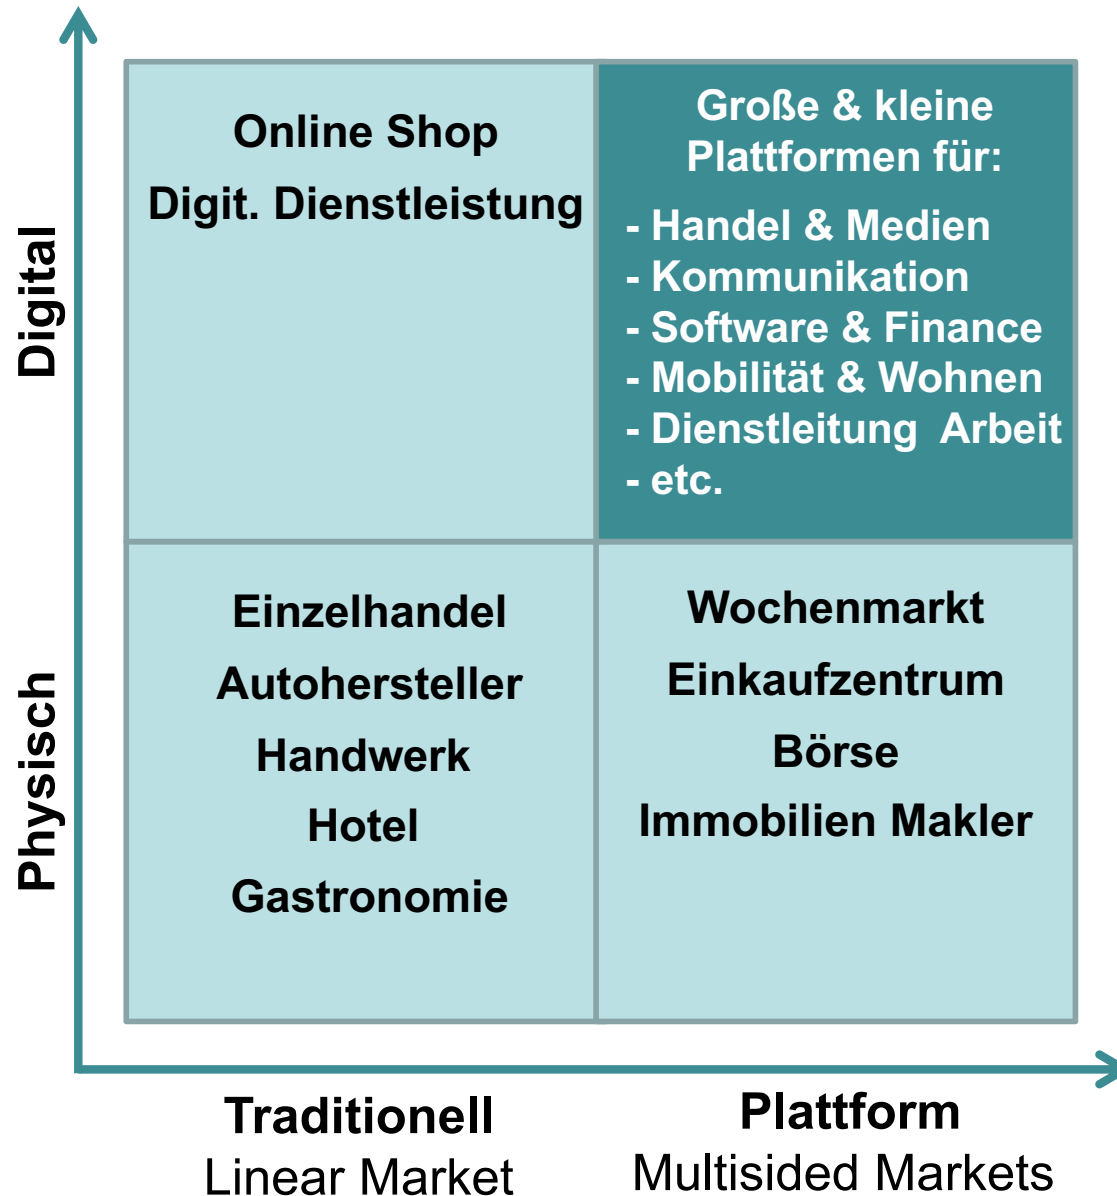 Digital
Online Shop
Digit. Dienstleistung
Große & kleine
Plattformen für:
- Handel & Medien
- Kommunikation
- Software & Finance
- Mobilität & Wohnen
- Dienstleitung  Arbeit
- etc.
Physisch
Einzelhandel
Autohersteller
Handwerk
Hotel
Gastronomie
Wochenmarkt
Einkaufzentrum
Börse
Immobilien Makler
Traditionell
Linear Market
Plattform
Multisided Markets